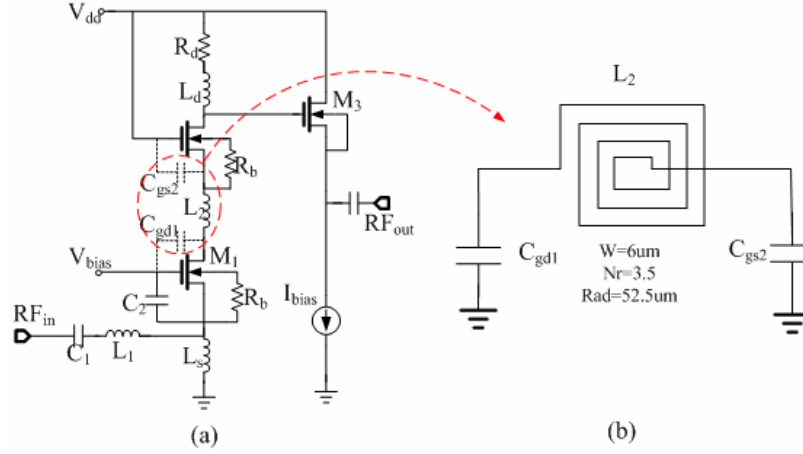 Vdd
Rd
Ld
M3
L2
Rb
Cgs2
L2
Cgd1
RFout
Vbias
M1
Cgd1
Cgs2
W=6um
Nr=3.5
Rad=52.5um
C2
Rb
Ibias
RFin
C1
L1
Ls
(a)
(b)